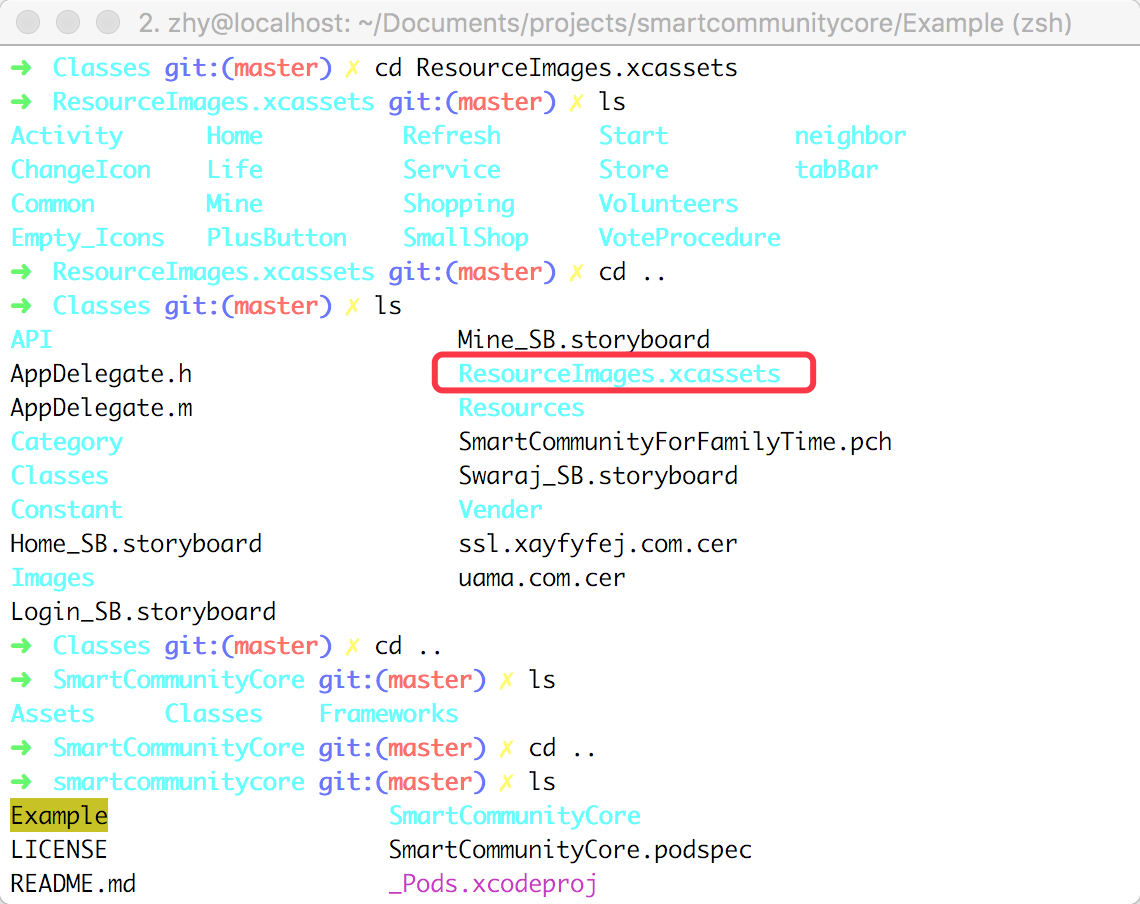 2. zhy@localhost: ~/Documents/projects/smartcommunitycore/Example (zsh)
➜ Classes git:(master) ✗ cd ResourceImages.xcassets
➜ ResourceImages.xcassets git:(master) ✗ ls
Activity Home Refresh Start neighbor
ChangeIcon Life Service Store tabBar
Common Mine Shopping Volunteers
Empty_Icons PlusButton SmallShop VoteProcedure
➜ ResourceImages.xcassets git:(master) ✗ cd ..
➜ Classes git:(master) ✗ ls
API Mine_SB.storyboard
AppDelegate.h ResourceImages.xcassets
AppDelegate.m Resources
Category SmartCommunityForFamilyTime.pch
Classes Swaraj_SB.storyboard
Constant Vender
Home_SB.storyboard ssl.xayfyfej.com.cer
Images uama.com.cer
Login_SB.storyboard
➜ Classes git:(master) ✗ cd ..
➜ SmartCommunityCore git:(master) ✗ ls
Assets Classes Frameworks
➜ SmartCommunityCore git:(master) ✗ cd ..
➜ smartcommunitycore git:(master) ✗ ls
Example SmartCommunityCore
LICENSE SmartCommunityCore.podspec
README.md _Pods.xcodeproj